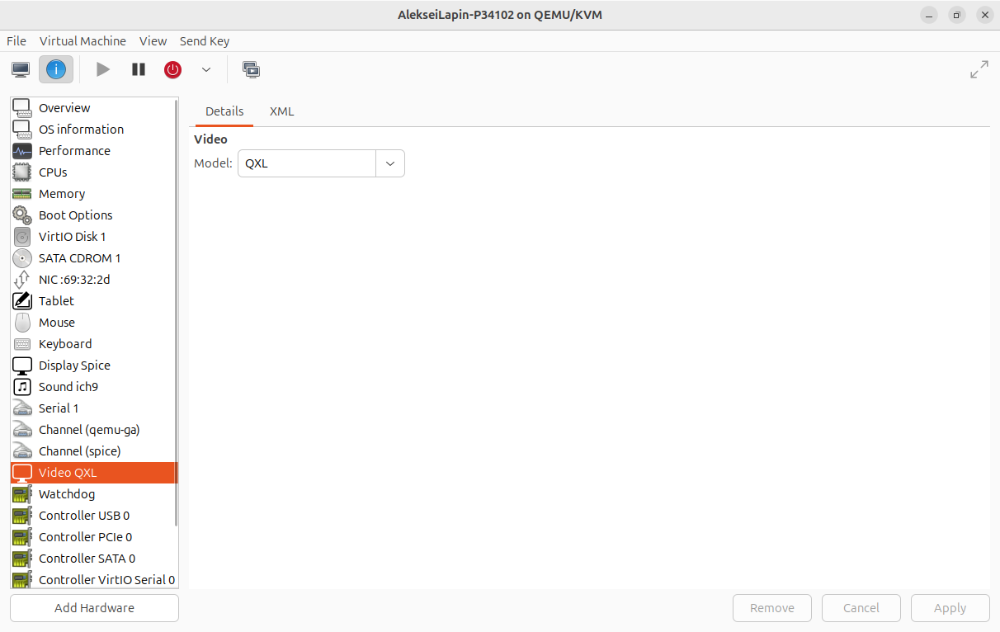 AlekseiLapin-P34102 on QEMU/KVM
File Virtual Machine View Send Key
Details XML
Video
Model: QXL
Overview
OS information
Performance
CPUs
Memory
Boot Options
VirtIO Disk 1
SATA CDROM 1
NIC :69:32:2d
Tablet
Mouse
Keyboard
Display Spice
Sound ich9
Serial 1
Channel (qemu-ga)
Channel (spice)
Video QXL
Watchdog
Controller USB 0
Controller PCIe 0
Controller SATA 0
Controller VirtIO Serial 0
Add Hardware
Remove Cancel Apply